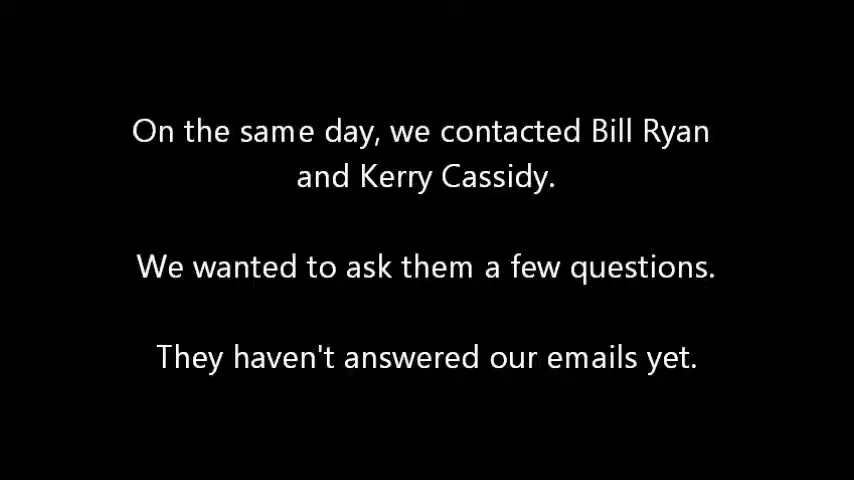 On the same day, we contacted Bill Ryan
and Kerry Cassidy.
We wanted to ask them a few questions.
They haven't answered our emails yet.